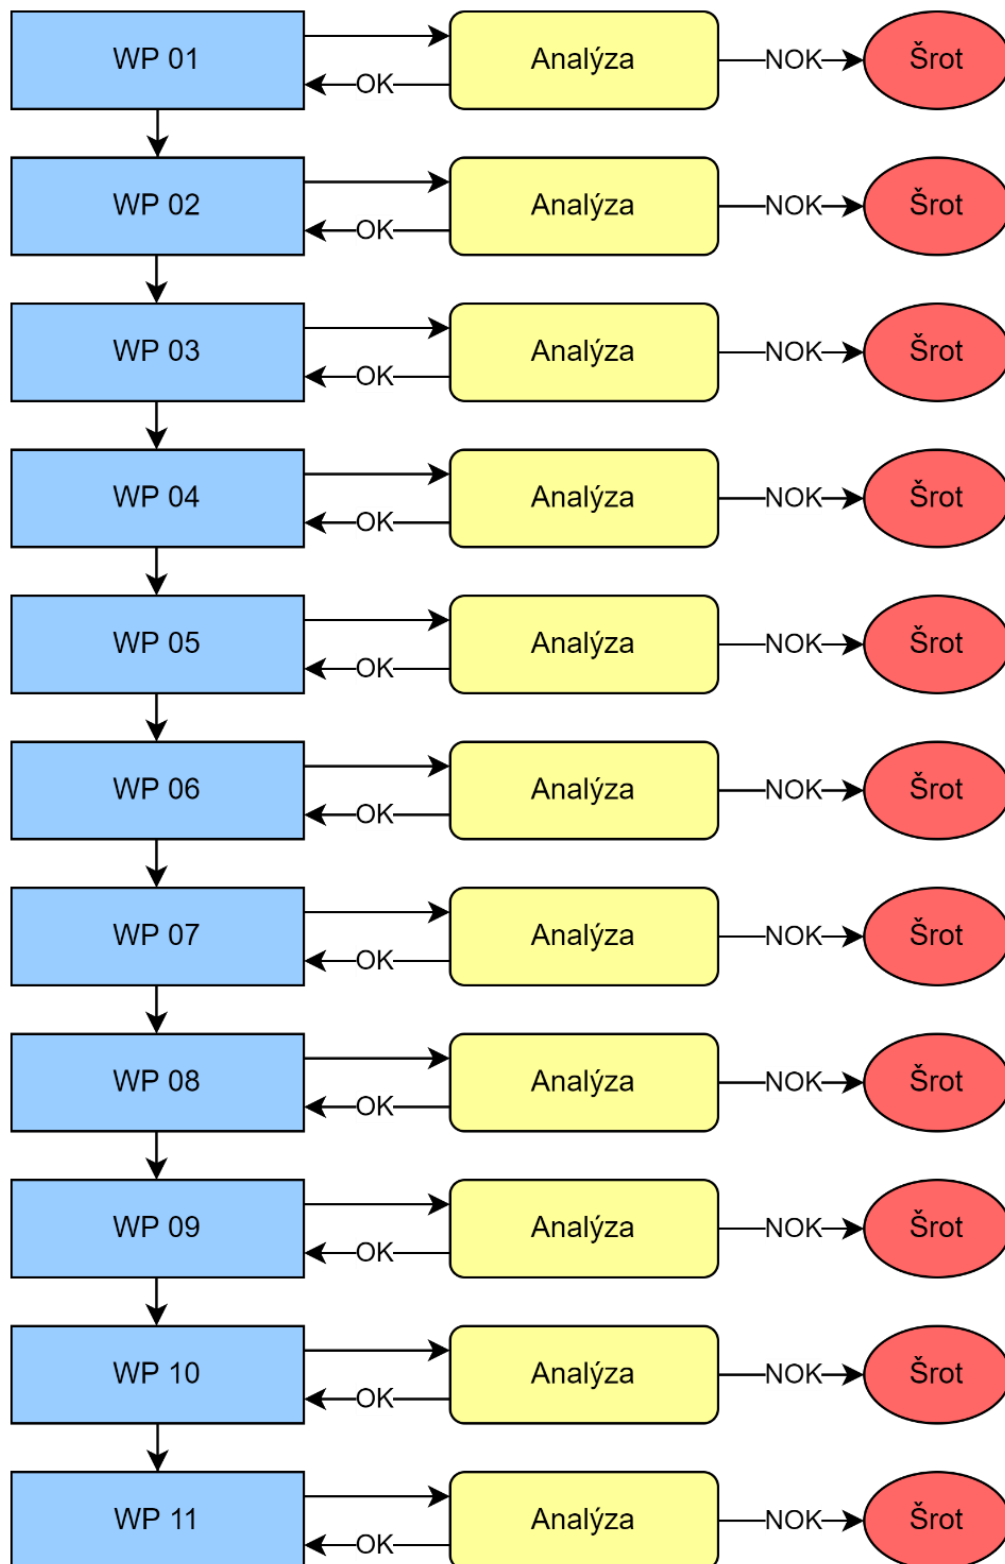 WP 01
Analýza
NOK
Šrot
OK
WP 02
Analýza
NOK
Šrot
OK
WP 03
Analýza
NOK
Šrot
OK
WP 04
Analýza
NOK
Šrot
OK
WP 05
Analýza
NOK
Šrot
OK
WP 06
Analýza
NOK
Šrot
OK
WP 07
Analýza
NOK
Šrot
OK
WP 08
Analýza
NOK
Šrot
OK
WP 09
Analýza
NOK
Šrot
OK
WP 10
Analýza
NOK
Šrot
OK
WP 11
Analýza
NOK
Šrot
OK